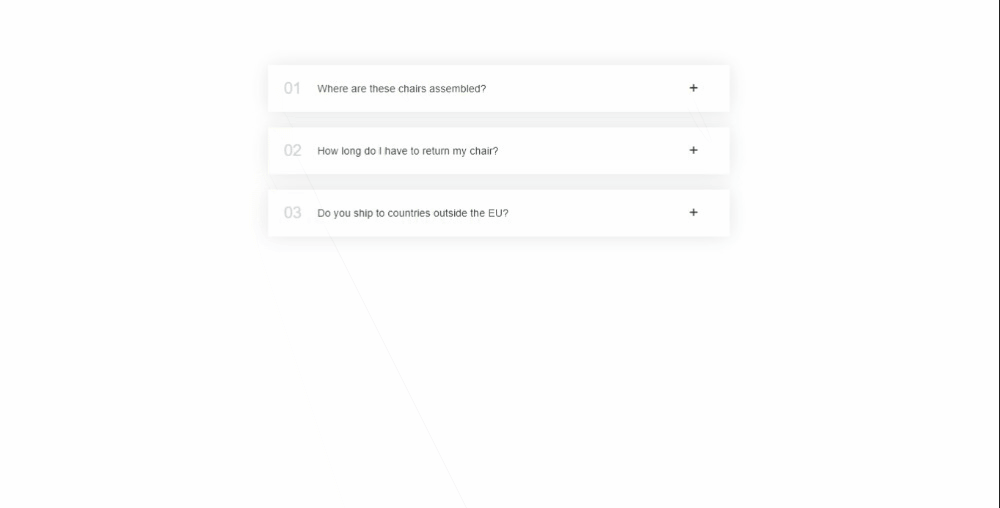 01 Where are these chairs assembled? +
02 How long do I have to return my chair? +
03 Do you ship to countries outside the EU? +